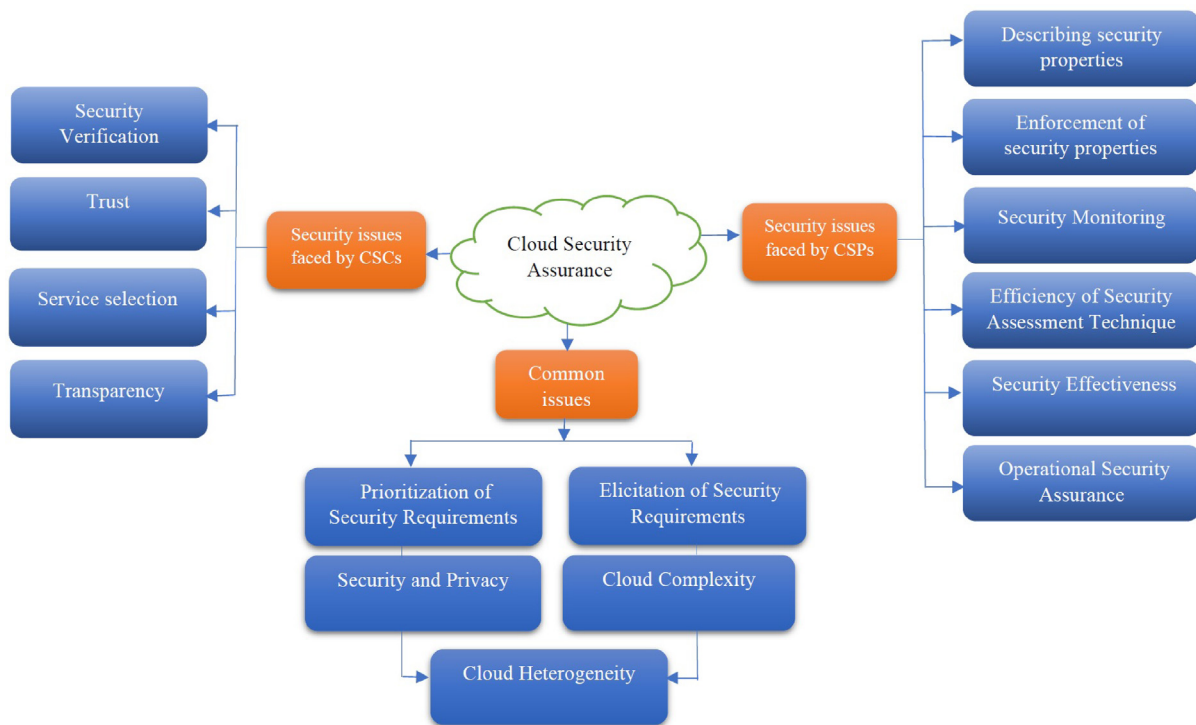 Describing security
properties
Security
Verification
Enforcement of
security properties
Trust
Security issues
faced by CSCs
Cloud Security
Assurance
Security issues
faced by CSPs
Security Monitoring
Service selection
Efficiency of Security
Assessment Technique
Transparency
Common
issues
Security Effectiveness
Prioritization of
Security Requirements
Elicitation of Security
Requirements
Operational Security
Assurance
Security and Privacy
Cloud Complexity
Cloud Heterogeneity